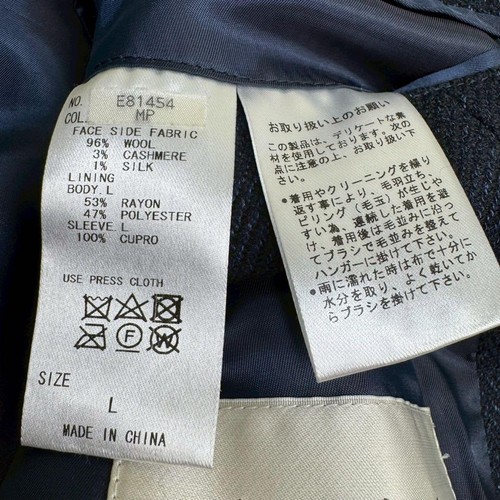 NO. E81454
COL. MP
FACE SIDE FABRIC
96% WOOL
3% CASHMERE
1% SILK
LINING
BODY. L
53% RAYON
47% POLYESTER
SLEEVE. L
100% CUPRO
USE PRESS CLOTH
F W
SIZE
L
MADE IN CHINA
お取り扱い上のお願い
この製品は、デリケートな素
材を使用しております。次の
点に注意の上、お取り扱い下
さい。
●着用やクリーニングを繰り
返す事により、毛羽立ち、
ピリング(毛玉)が生じや
すい為、連続した着用を避
け、着用後は毛並みに沿っ
てブラシで毛並みを整えて
ハンガーに掛けて下さい。
●雨に濡れた時は布で十分に
水分を取り、よく乾いてか
らブラシを掛けて下さい。